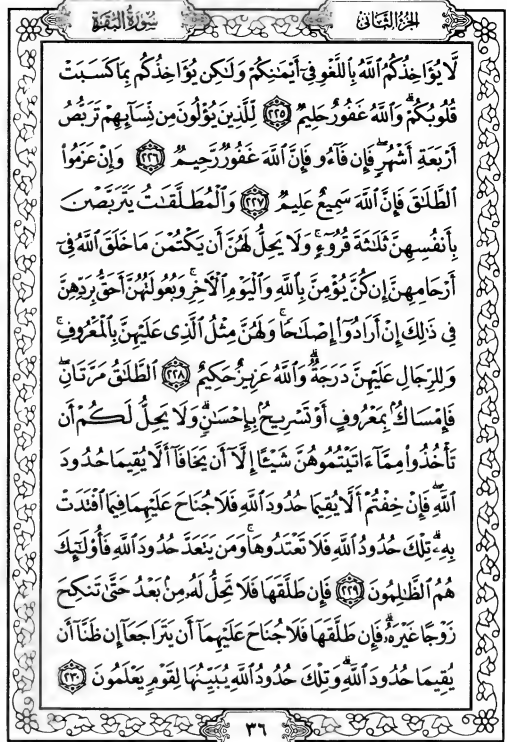 الجزء الثاني
سورة البقرة
لَّا يُؤَاخِذُكُمُ ٱللَّهُ بِٱللَّغْوِ فِىٓ أَيْمَـٰنِكُمْ وَلَـٰكِن يُؤَاخِذُكُم بِمَا كَسَبَتْ
قُلُوبُكُمْ ۗ وَٱللَّهُ غَفُورٌ حَلِيمٌ ٢٢٥ لِّلَّذِينَ يُؤْلُونَ مِن نِّسَآئِهِمْ تَرَبُّصُ
أَرْبَعَةِ أَشْهُرٍ ۖ فَإِن فَآءُو فَإِنَّ ٱللَّهَ غَفُورٌ رَّحِيمٌ ٢٢٦ وَإِنْ عَزَمُوا۟
ٱلطَّلَـٰقَ فَإِنَّ ٱللَّهَ سَمِيعٌ عَلِيمٌ ٢٢٧ وَٱلْمُطَلَّقَـٰتُ يَتَرَبَّصْنَ
بِأَنفُسِهِنَّ ثَلَـٰثَةَ قُرُوٓءٍ ۚ وَلَا يَحِلُّ لَهُنَّ أَن يَكْتُمْنَ مَا خَلَقَ ٱللَّهُ فِىٓ
أَرْحَامِهِنَّ إِن كُنَّ يُؤْمِنَّ بِٱللَّهِ وَٱلْيَوْمِ ٱلْـَٔاخِرِ ۚ وَبُعُولَتُهُنَّ أَحَقُّ بِرَدِّهِنَّ
فِى ذَٰلِكَ إِنْ أَرَادُوٓا۟ إِصْلَـٰحًا ۚ وَلَهُنَّ مِثْلُ ٱلَّذِى عَلَيْهِنَّ بِٱلْمَعْرُوفِ ۚ
وَلِلرِّجَالِ عَلَيْهِنَّ دَرَجَةٌ ۗ وَٱللَّهُ عَزِيزٌ حَكِيمٌ ٢٢٨ ٱلطَّلَـٰقُ مَرَّتَانِ ۖ
فَإِمْسَاكٌۢ بِمَعْرُوفٍ أَوْ تَسْرِيحٌۢ بِإِحْسَـٰنٍ ۗ وَلَا يَحِلُّ لَكُمْ أَن
تَأْخُذُوا۟ مِمَّآ ءَاتَيْتُمُوهُنَّ شَيْـًٔا إِلَّآ أَن يَخَافَآ أَلَّا يُقِيمَا حُدُودَ
ٱللَّهِ ۖ فَإِنْ خِفْتُمْ أَلَّا يُقِيمَا حُدُودَ ٱللَّهِ فَلَا جُنَاحَ عَلَيْهِمَا فِيمَا ٱفْتَدَتْ
بِهِۦ ۗ تِلْكَ حُدُودُ ٱللَّهِ فَلَا تَعْتَدُوهَا ۚ وَمَن يَتَعَدَّ حُدُودَ ٱللَّهِ فَأُو۟لَـٰٓئِكَ
هُمُ ٱلظَّـٰلِمُونَ ٢٢٩ فَإِن طَلَّقَهَا فَلَا تَحِلُّ لَهُۥ مِنۢ بَعْدُ حَتَّىٰ تَنكِحَ
زَوْجًا غَيْرَهُۥ ۗ فَإِن طَلَّقَهَا فَلَا جُنَاحَ عَلَيْهِمَآ أَن يَتَرَاجَعَآ إِن ظَنَّآ أَن
يُقِيمَا حُدُودَ ٱللَّهِ ۗ وَتِلْكَ حُدُودُ ٱللَّهِ يُبَيِّنُهَا لِقَوْمٍ يَعْلَمُونَ ٢٣٠
٣٦